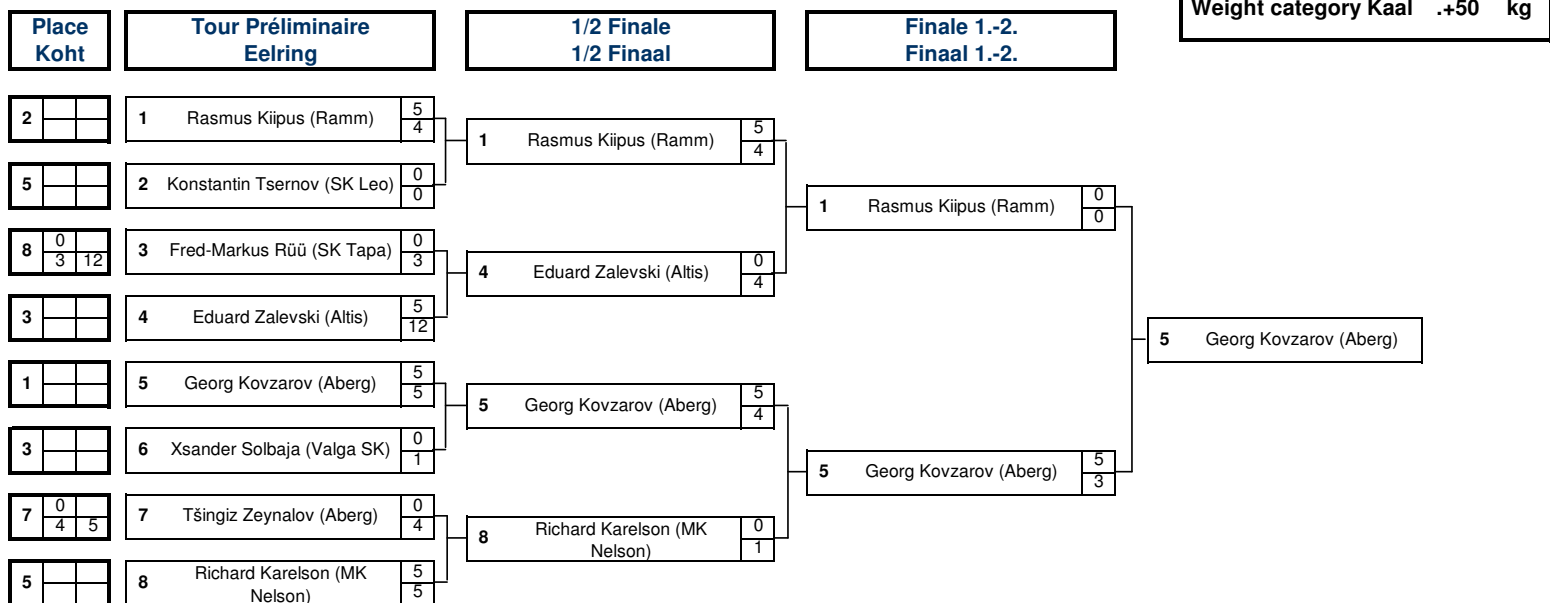 Weight category Kaal .+50 kg
Place
Koht
Tour Préliminaire
Eelring
1/2 Finale
1/2 Finaal
Finale 1.-2.
Finaal 1.-2.
2
1 Rasmus Kiipus (Ramm) 5
4
1 Rasmus Kiipus (Ramm) 5
4
5
2 Konstantin Tsernov (SK Leo) 0
0
1 Rasmus Kiipus (Ramm) 0
0
8 0
3 12
3 Fred-Markus Rüü (SK Tapa) 0
3
4 Eduard Zalevski (Altis) 0
4
3
4 Eduard Zalevski (Altis) 5
12
5 Georg Kovzarov (Aberg)
1
5 Georg Kovzarov (Aberg) 5
5
5 Georg Kovzarov (Aberg) 5
4
3
6 Xsander Solbaja (Valga SK) 0
1
5 Georg Kovzarov (Aberg) 5
3
7 0
4 5
7 Tšingiz Zeynalov (Aberg) 0
4
8 Richard Karelson (MK
Nelson) 0
1
5
8 Richard Karelson (MK
Nelson) 5
5